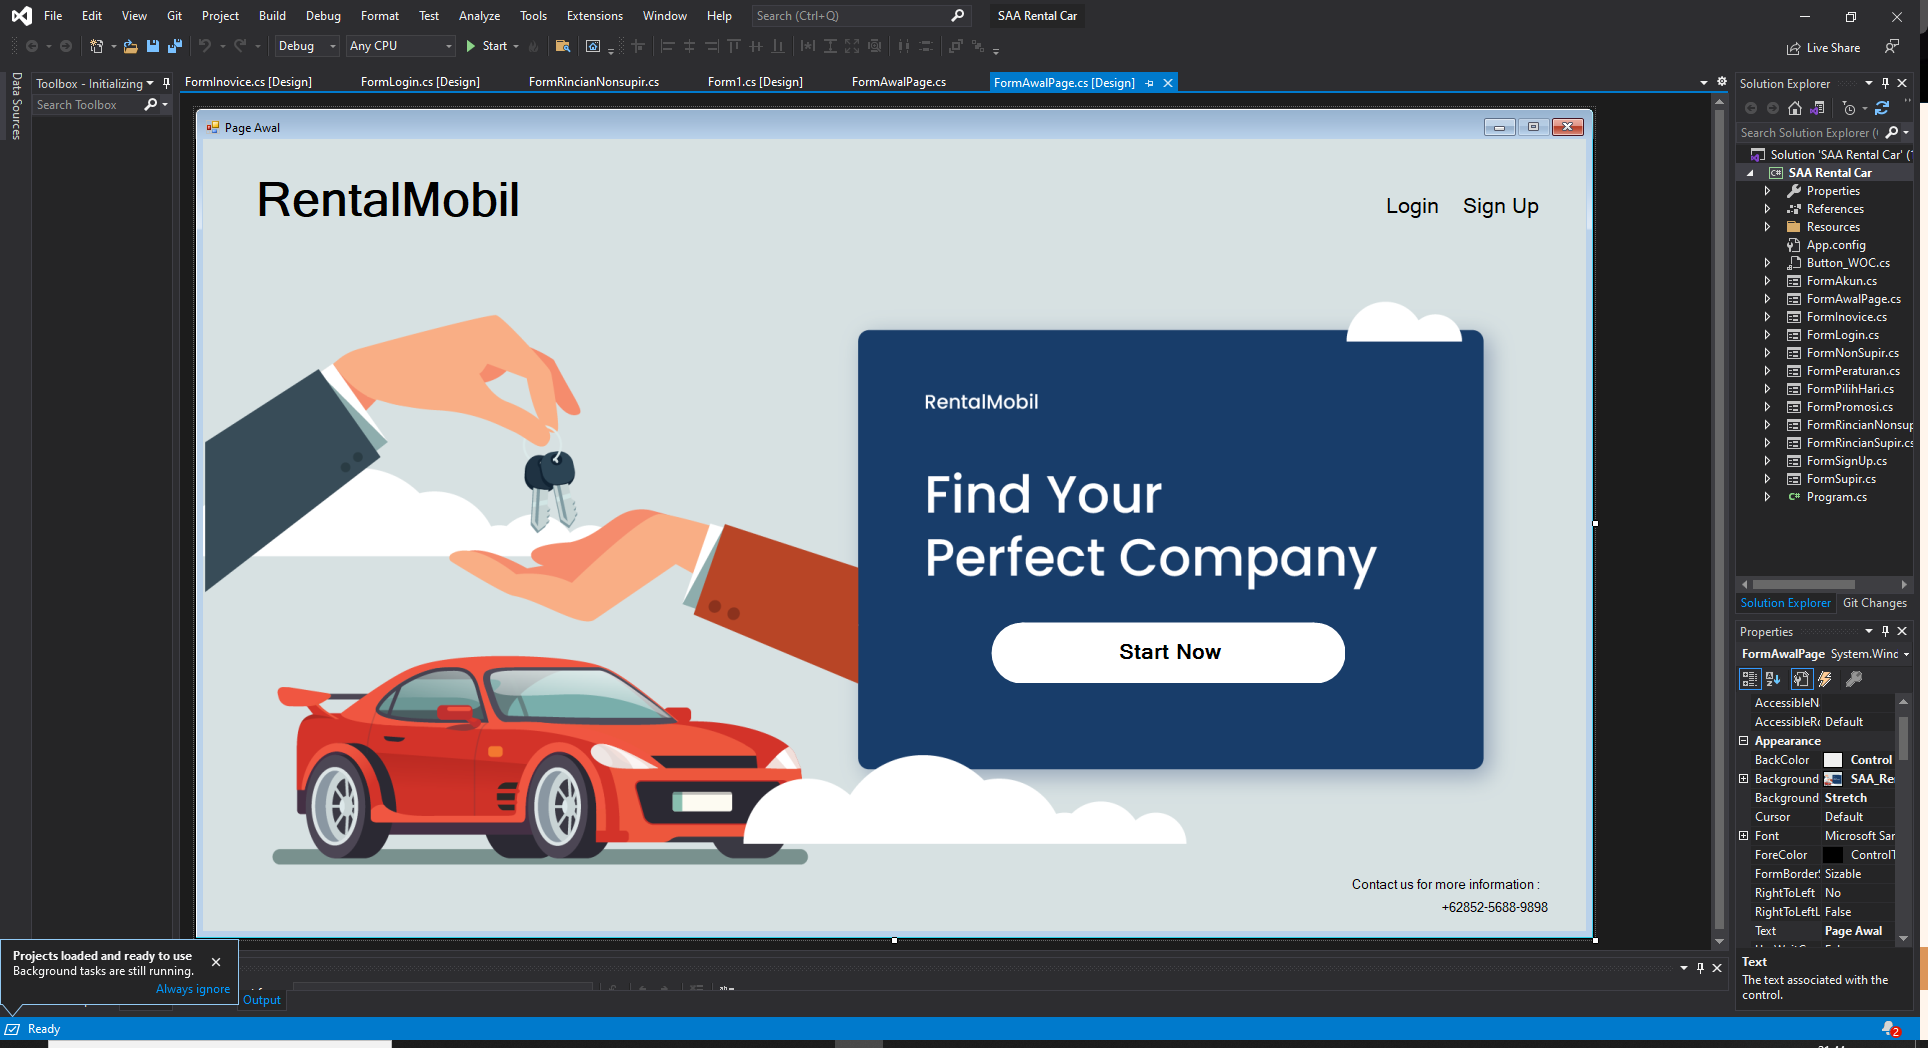 File Edit View Git Project Build Debug Format Test Analyze Tools Extensions Window Help Search (Ctrl+Q) SAA Rental Car
Debug Any CPU Start Live Share
Data Sources
Toolbox - Initializing
Search Toolbox
FormInovice.cs [Design] FormLogin.cs [Design] FormRincianNonsupir.cs Form1.cs [Design] FormAwalPage.cs FormAwalPage.cs [Design]
Page Awal
RentalMobil
Login Sign Up
RentalMobil
Find Your
Perfect Company
Start Now
Contact us for more information :
+62852-5688-9898
Solution Explorer
Search Solution Explorer (
Solution 'SAA Rental Car' (
SAA Rental Car
Properties
References
Resources
App.config
Button_WOC.cs
FormAkun.cs
FormAwalPage.cs
FormInovice.cs
FormLogin.cs
FormNonSupir.cs
FormPeraturan.cs
FormPilihHari.cs
FormPromosi.cs
FormRincianNonsup
FormRincianSupir.cs
FormSignUp.cs
FormSupir.cs
Program.cs
Solution Explorer Git Changes
Properties
FormAwalPage System.Winc
AccessibleN
AccessibleRo Default
Appearance
BackColor Control
Background SAA_Re
Background Stretch
Cursor Default
Font Microsoft San
ForeColor ControlT
FormBorderS Sizable
RightToLeft No
RightToLeftL False
Text Page Awal
Text
The text associated with the
control.
Projects loaded and ready to use
Background tasks are still running.
Always ignore
Output
Ready
2